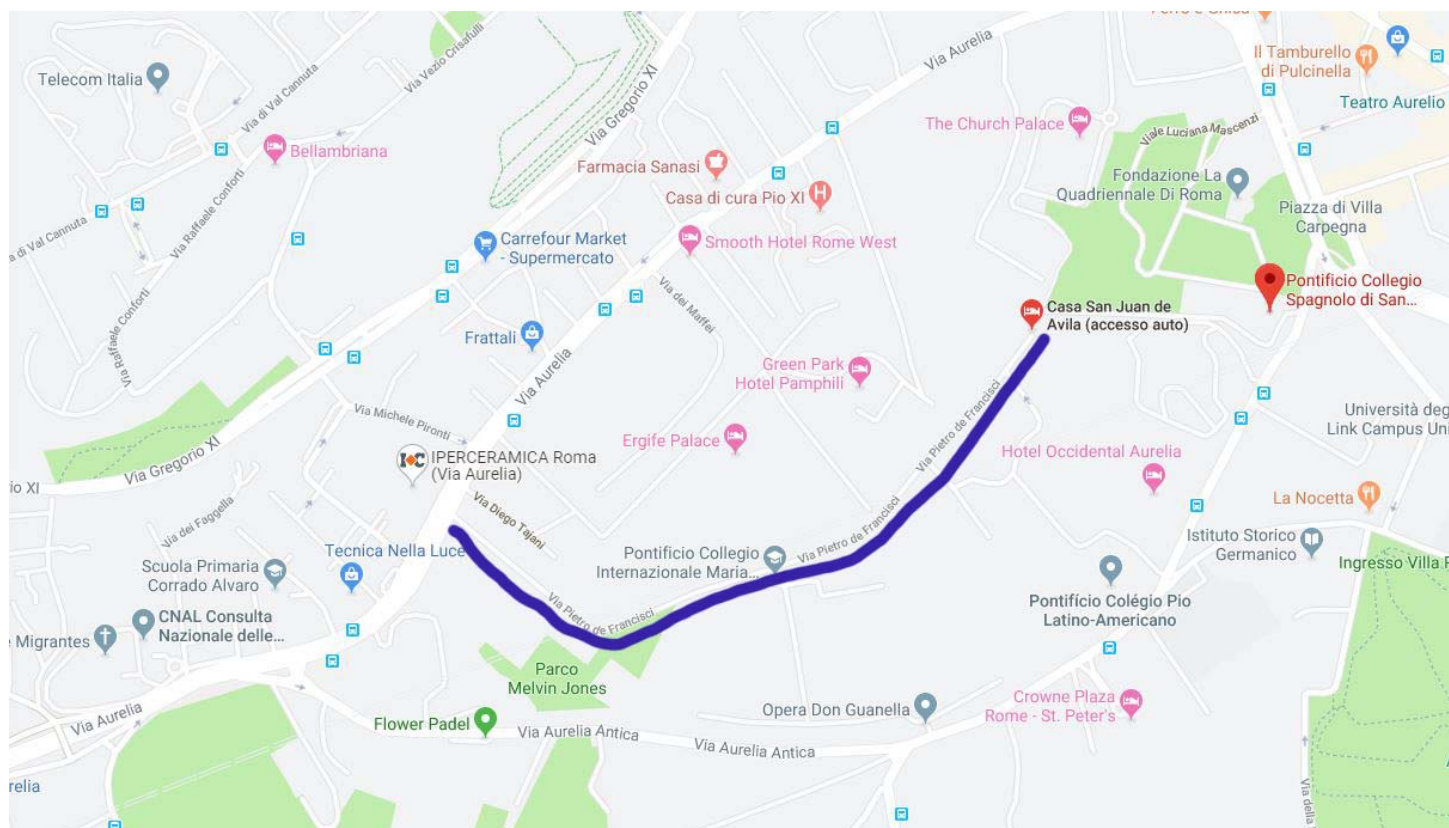 Telecom Italia
Via di Val Cannuta
Via Vezio Crisafulli
Via Gregorio XI
Via Aurelia
Il Tamburello
di Pulcinella
Teatro Aurelio
The Church Palace
Viale Luciana Mascenzi
Bellambriana
Farmacia Sanasi
Casa di cura Pio XI
Fondazione La
Quadriennale Di Roma
Piazza di Villa
Carpegna
Via Raffaele Conforti
a di Val Cannuta
Carrefour Market
- Supermercato
Smooth Hotel Rome West
Via dei Maffei
Pontificio Collegio
Spagnolo di San...
Casa San Juan de
Avila (accesso auto)
Via Raffaele Conforti
Frattali
Via Aurelia
Green Park
Hotel Pamphili
Via Michele Pironti
Ergife Palace
Via Pietro de Francisci
Università deg
Link Campus Uni
Hotel Occidental Aurelia
IPERCERAMICA Roma
(Via Aurelia)
Via Gregorio XI
io XI
La Nocetta
Via dei Faggella
Via Diego Tajani
Via Pietro de Francisci
Tecnica Nella Luce
Pontificio Collegio
Internazionale Maria...
Istituto Storico
Germanico
Ingresso Villa P
Scuola Primaria
Corrado Alvaro
Via Pietro de Francisci
Pontifício Colégio Pio
Latino-Americano
CNAL Consulta
Nazionale delle...
e Migrantes
Parco
Melvin Jones
Crowne Plaza
Rome - St. Peter's
Opera Don Guanella
Via Aurelia
Flower Padel
Via Aurelia Antica
Via Aurelia Antica
relia
Via della